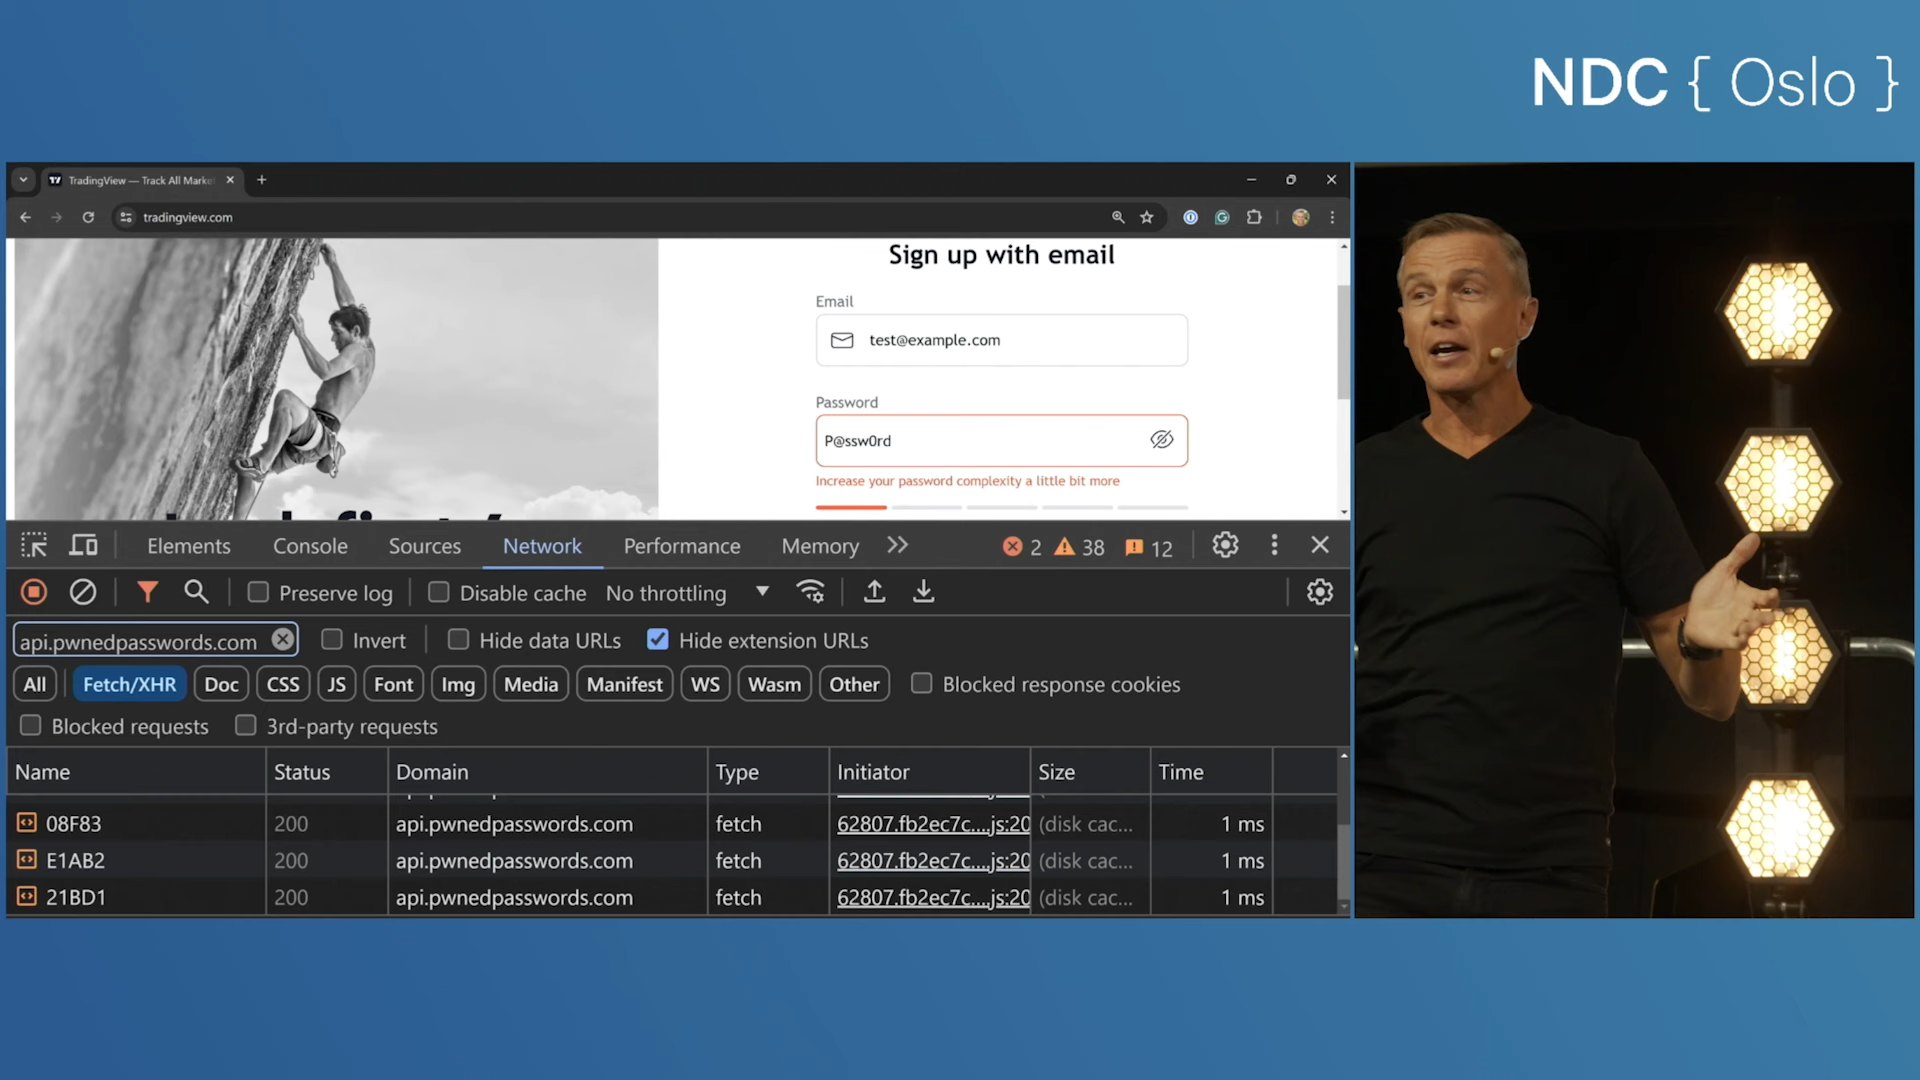 NDC { Oslo }
TradingView — Track All Marke
tradingview.com
Sign up with email
Email
test@example.com
Password
P@ssw0rd
Increase your password complexity a little bit more
Elements Console Sources Network Performance Memory 2 38 12
Preserve log Disable cache No throttling
api.pwnedpasswords.com Invert Hide data URLs Hide extension URLs
All Fetch/XHR Doc CSS JS Font Img Media Manifest WS Wasm Other Blocked response cookies
Blocked requests 3rd-party requests
Name Status Domain Type Initiator Size Time
08F83 200 api.pwnedpasswords.com fetch 62807.fb2ec7c....js:20 (disk cac... 1 ms
E1AB2 200 api.pwnedpasswords.com fetch 62807.fb2ec7c....js:20 (disk cac... 1 ms
21BD1 200 api.pwnedpasswords.com fetch 62807.fb2ec7c....js:20 (disk cac... 1 ms